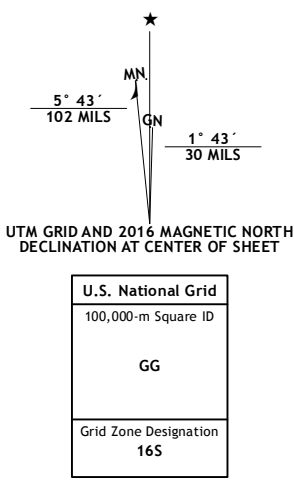 MN.
5° 43´
102 MILS
GN
1° 43´
30 MILS
UTM GRID AND 2016 MAGNETIC NORTH
DECLINATION AT CENTER OF SHEET
U.S. National Grid
100,000-m Square ID
GG
Grid Zone Designation
16S